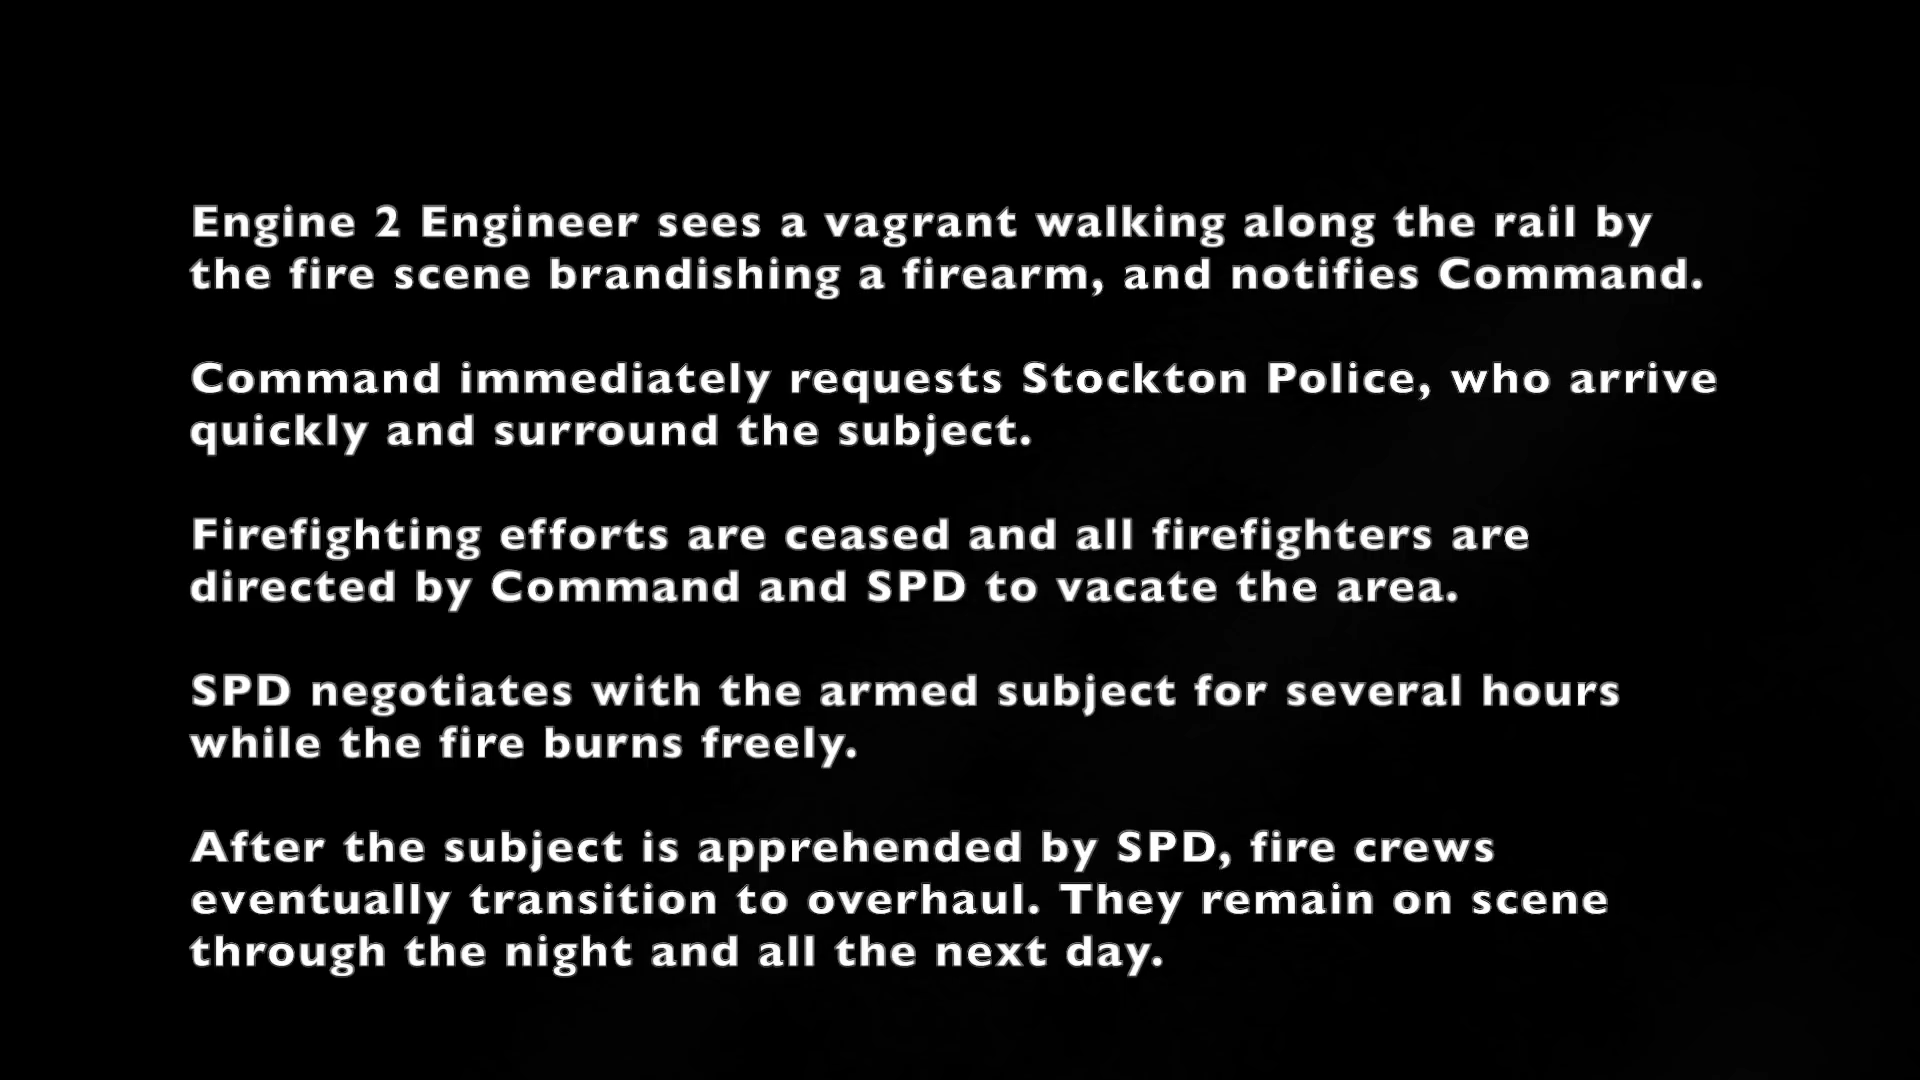 Engine 2 Engineer sees a vagrant walking along the rail by
the fire scene brandishing a firearm, and notifies Command.
Command immediately requests Stockton Police, who arrive
quickly and surround the subject.
Firefighting efforts are ceased and all firefighters are
directed by Command and SPD to vacate the area.
SPD negotiates with the armed subject for several hours
while the fire burns freely.
After the subject is apprehended by SPD, fire crews
eventually transition to overhaul. They remain on scene
through the night and all the next day.